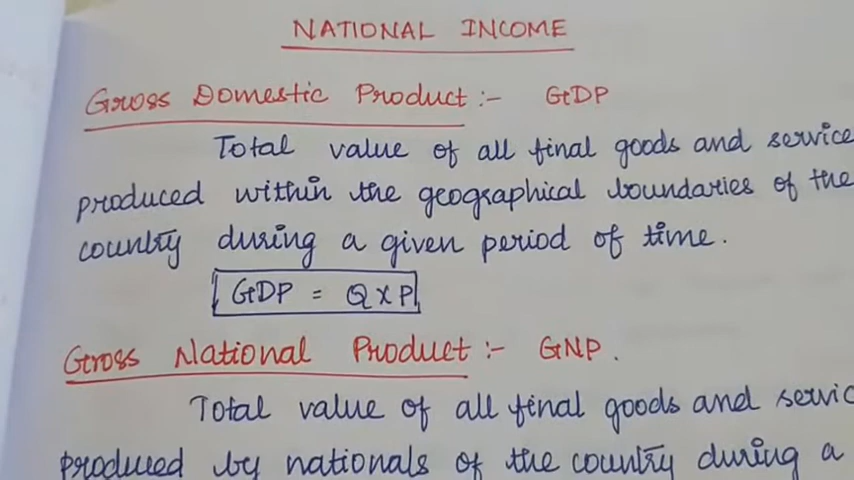 NATIONAL INCOME
Gross Domestic Product :- GDP
Total value of all final goods and service
produced within the geographical boundaries of the
country during a given period of time.
GDP = Q x P
Gross National Product :- GNP.
Total value of all final goods and servic
produced by nationals of the country during a